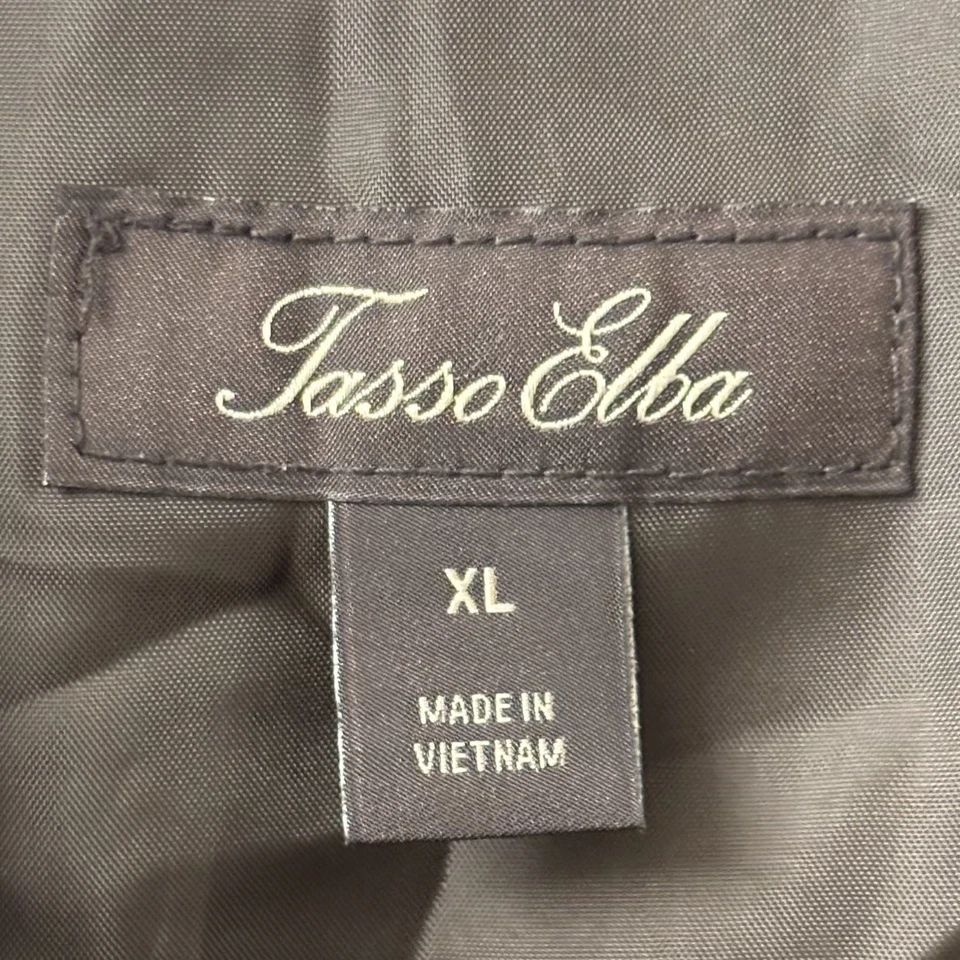 Tasso Elba
XL
MADE IN
VIETNAM